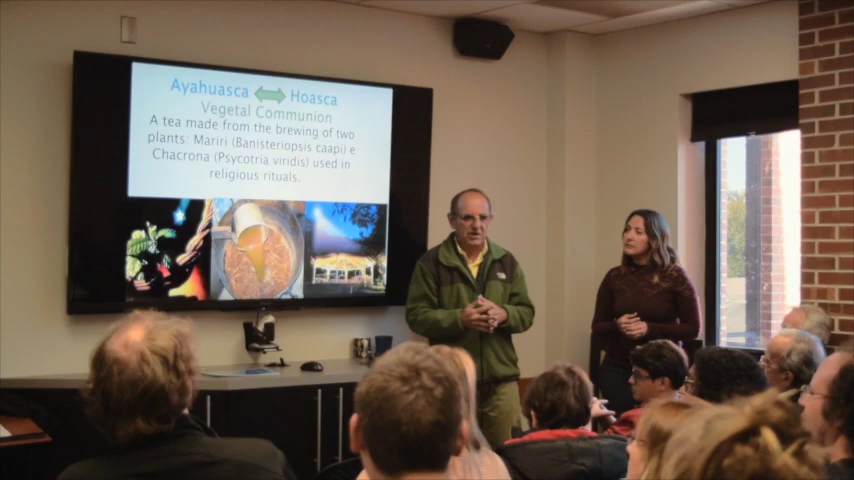 Ayahuasca Hoasca
Vegetal Communion
A tea made from the brewing of two
plants: Mariri (Banisteriopsis caapi) e
Chacrona (Psycotria viridis) used in
religious rituals.